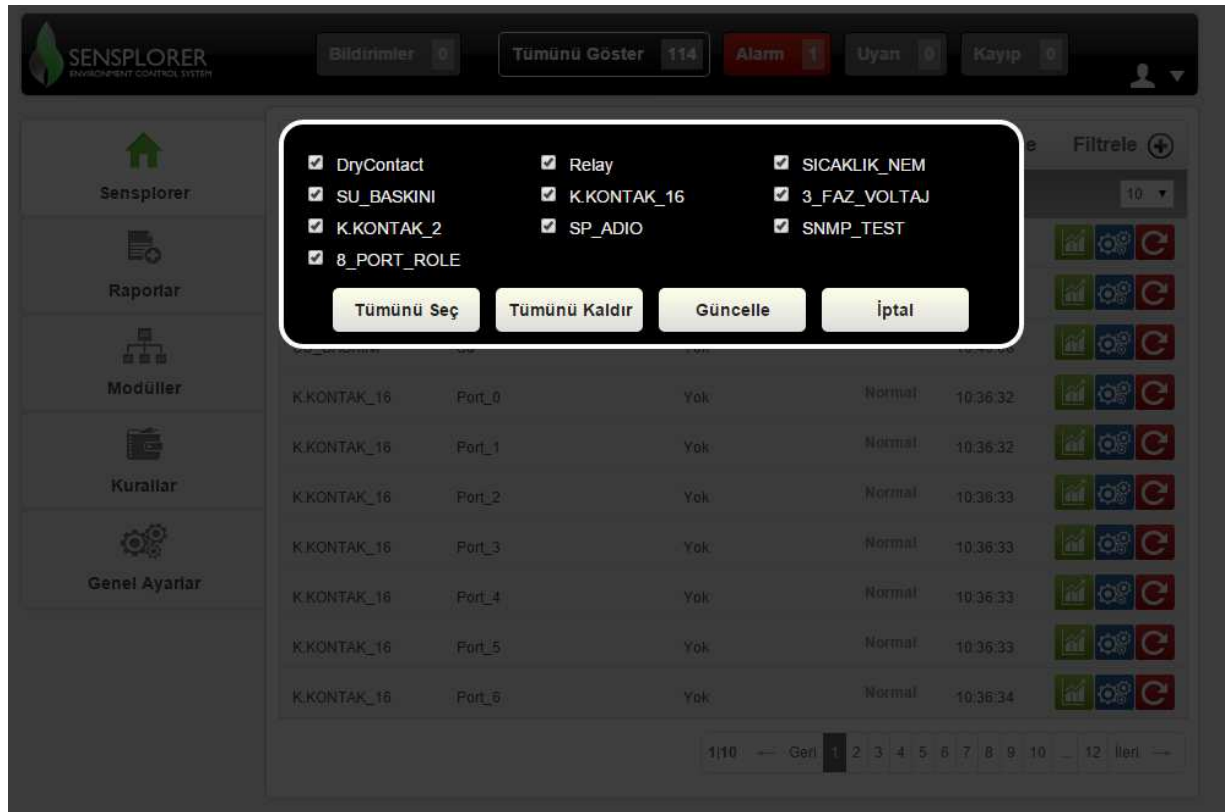 SENSPLORER
ENVIRONMENT CONTROL SYSTEM
Bildirimler 0 Tümünü Göster 114 Alarm 1 Uyarı 0 Kayıp 0
Filtrele
10
DryContact Relay SICAKLIK_NEM
SU_BASKINI K.KONTAK_16 3_FAZ_VOLTAJ
K.KONTAK_2 SP_ADIO SNMP_TEST
8_PORT_ROLE
Tümünü Seç Tümünü Kaldır Güncelle İptal
Sensplorer
Raporlar
Modüller
Kurallar
Genel Ayarlar
K.KONTAK_16 Port_0 Yok Normal 10:36:32
K.KONTAK_16 Port_1 Yok Normal 10:36:32
K.KONTAK_16 Port_2 Yok Normal 10:36:33
K.KONTAK_16 Port_3 Yok Normal 10:36:33
K.KONTAK_16 Port_4 Yok Normal 10:36:33
K.KONTAK_16 Port_5 Yok Normal 10:36:33
K.KONTAK_16 Port_6 Yok Normal 10:36:34
1|10 ← Geri 1 2 3 4 5 6 7 8 9 10 ... 12 İleri →